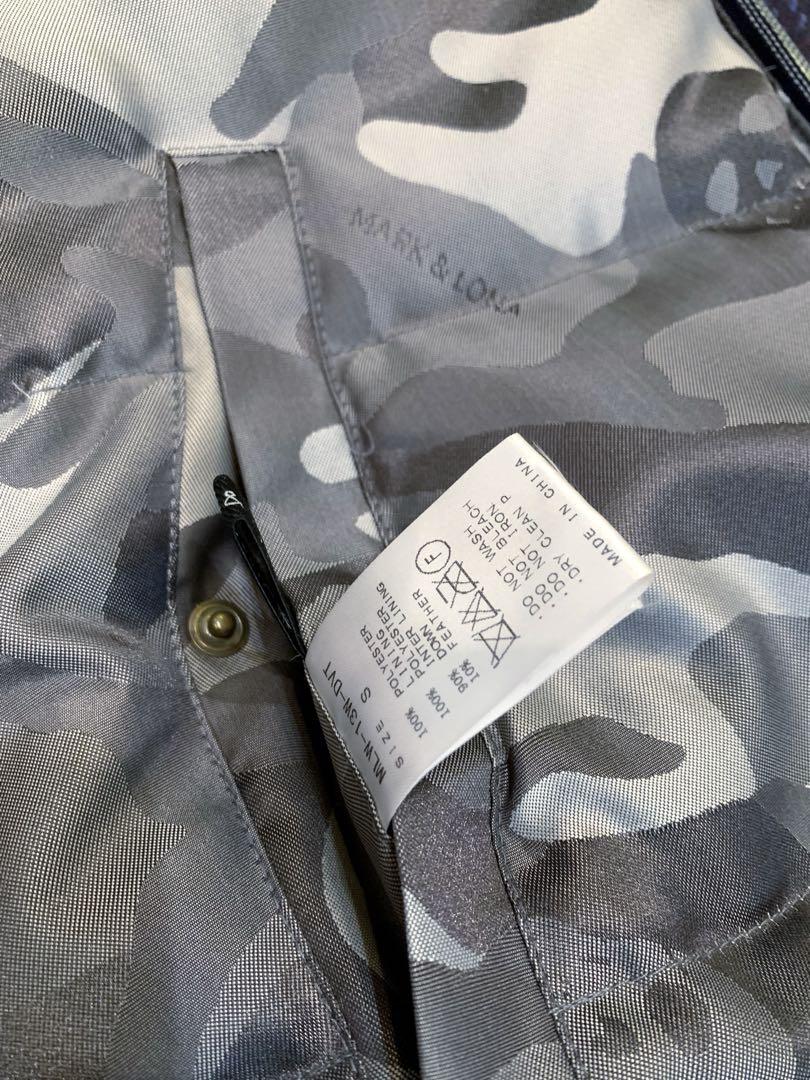 MARK & LONA
MLW-13W-DVT
SIZE S
100% POLYESTER
LINING
100% POLYESTER
INTER LINING
90% DOWN
10% FEATHER
F
·DO NOT WASH
·DO NOT BLEACH
·DO NOT IRON
·DRY CLEAN P
MADE IN CHINA